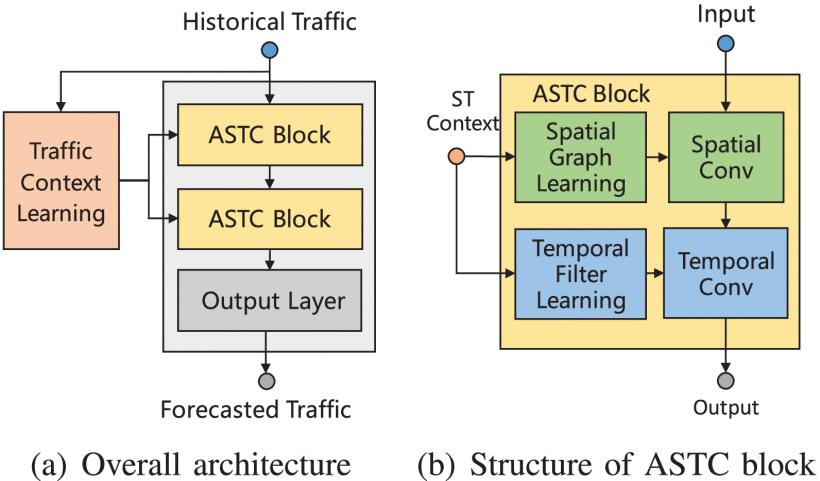 Historical Traffic
Traffic
Context
Learning
ASTC Block
ASTC Block
Output Layer
Forecasted Traffic
(a) Overall architecture
Input
ST
Context
ASTC Block
Spatial
Graph
Learning
Spatial
Conv
Temporal
Filter
Learning
Temporal
Conv
Output
(b) Structure of ASTC block